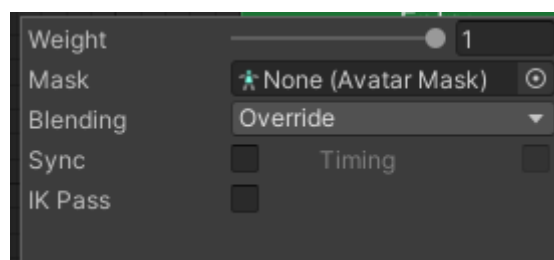 Weight 1
Mask None (Avatar Mask)
Blending Override
Sync Timing
IK Pass